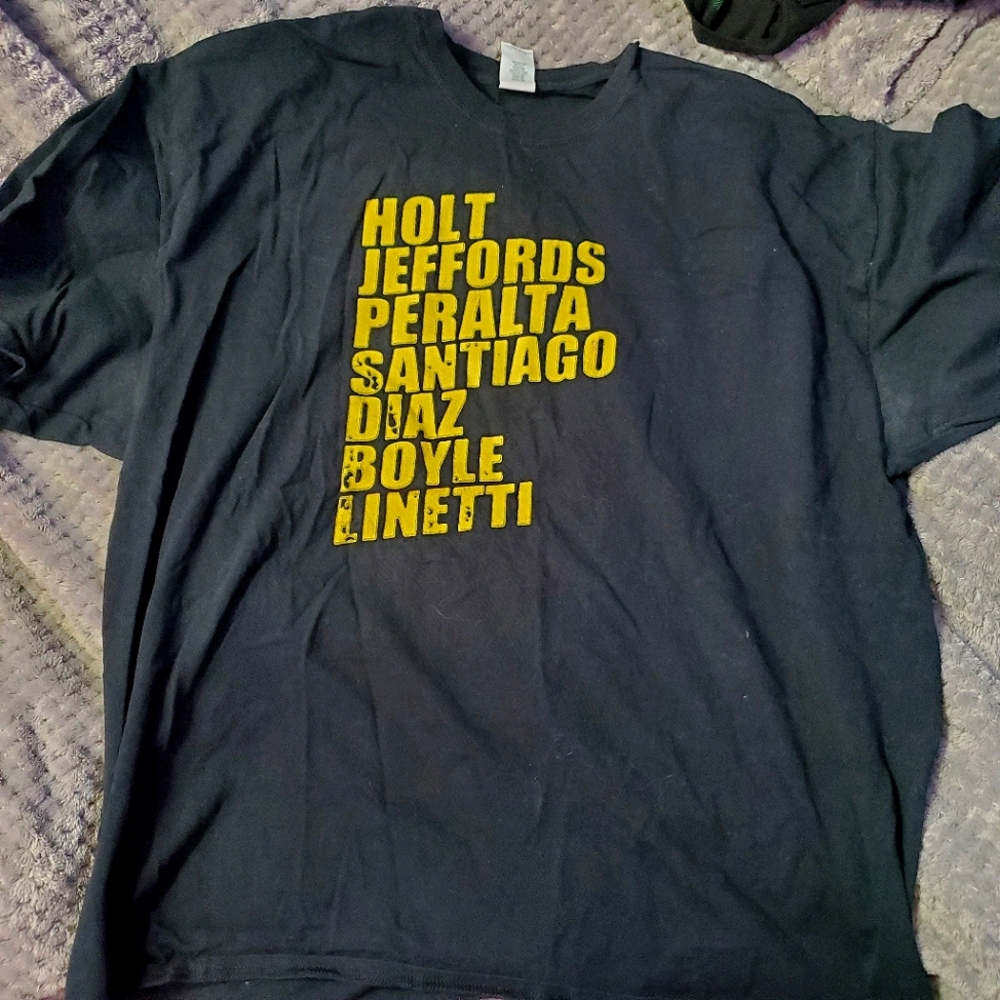 HOLT
JEFFORDS
PERALTA
SANTIAGO
DIAZ
BOYLE
LINETTI